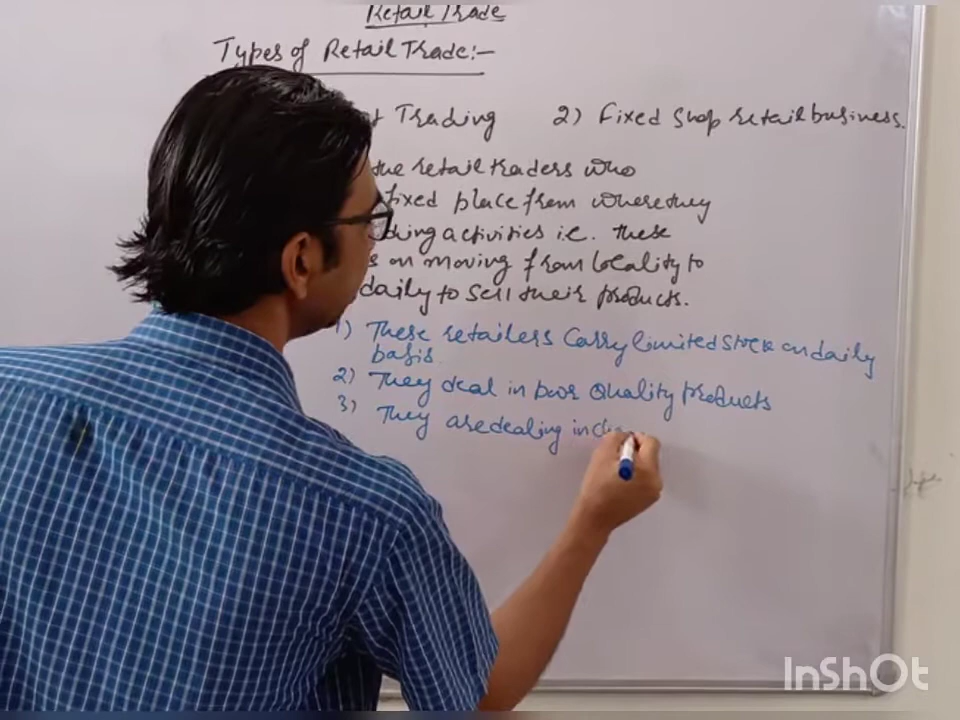 Retail Trade
Types of Retail Trade:-
Trading 2) Fixed Shop retail business.
the retail traders who
fixed place from where they
ding activities i.e. these
s on moving from locality to
daily to sell their products.
1) These retailess Carry limited stock on daily
basis.
2) They deal in poor Quality products
3) They are dealing in
InShOt